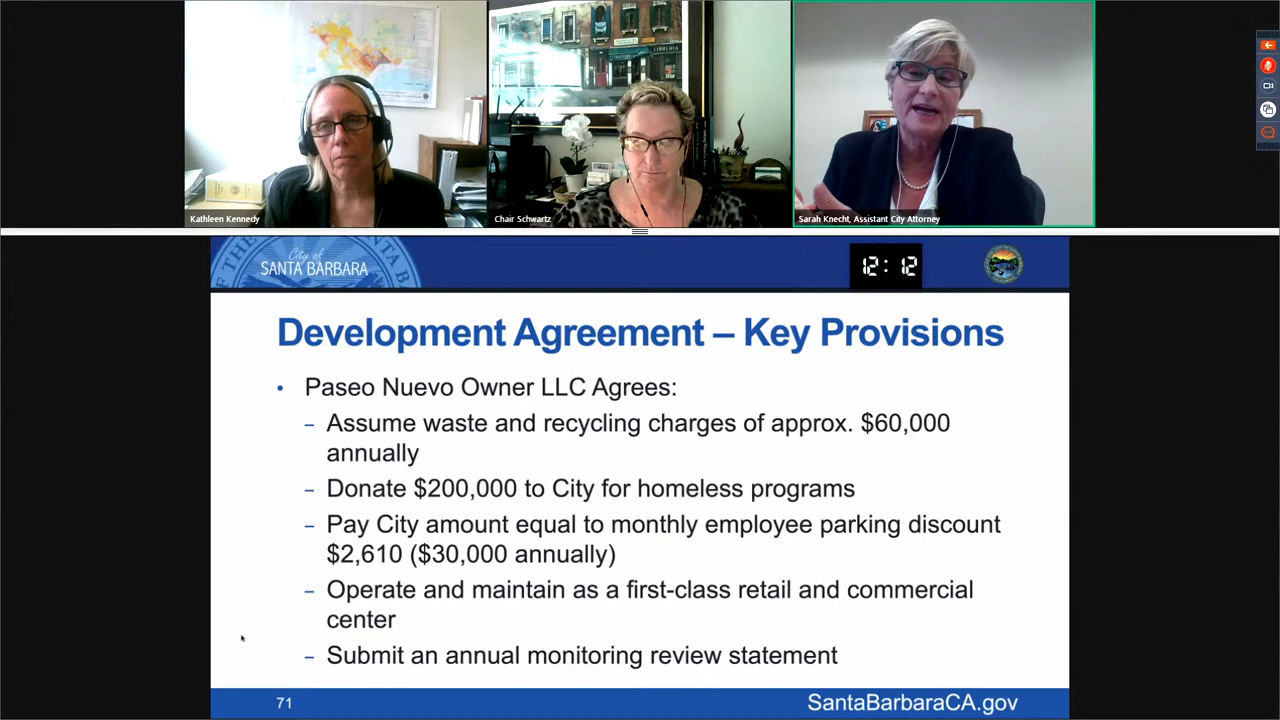 LIBRERIA
Kathleen Kennedy
Chair Schwartz
Sarah Knecht, Assistant City Attorney
City of
SANTA BARBARA
12:12
Development Agreement – Key Provisions
• Paseo Nuevo Owner LLC Agrees:
– Assume waste and recycling charges of approx. $60,000
annually
– Donate $200,000 to City for homeless programs
– Pay City amount equal to monthly employee parking discount
$2,610 ($30,000 annually)
– Operate and maintain as a first-class retail and commercial
center
– Submit an annual monitoring review statement
71
SantaBarbaraCA.gov